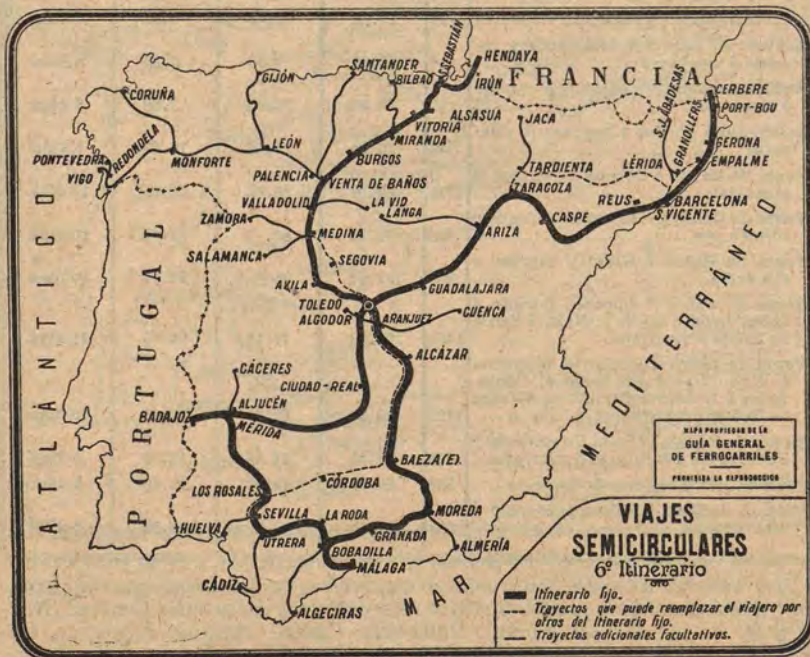 SANTANDER
S. SEBASTIÁN
HENDAYA
GIJÓN
BILBAO
IRÚN
FRANCIA
CORUÑA
S.J. ABADESAS
CERBERE
PORT-BOU
ALSASUA
VITORIA
JACA
GRANOLLERS
REDONDELA
LEÓN
MIRANDA
GERONA
PONTEVEDRA
MONFORTE
BURGOS
EMPALME
VIGO
PALENCIA
TARDIENTA
LÉRIDA
VENTA DE BAÑOS
ZARAGOZA
VALLADOLID
LA VID
REUS
BARCELONA
ZAMORA
LANGA
CASPE
S. VICENTE
MEDINA
ARIZA
SALAMANCA
SEGOVIA
AVILA
GUADALAJARA
TOLEDO
ALGODOR
ARANJUEZ
CUENCA
ATLÁNTICO
PORTUGAL
MAR MEDITERRÁNEO
ALCÁZAR
CÁCERES
CIUDAD-REAL
ALJUCÉN
BADAJOZ
MÉRIDA
BAEZA (E).
CÓRDOBA
LOS ROSALES
SEVILLA
LA RODA
MOREDA
HUELVA
UTRERA
GRANADA
BOBADILLA
ALMERÍA
MÁLAGA
CÁDIZ
ALGECIRAS
MAPA PROPIEDAD DE LA
GUÍA GENERAL
DE FERROCARRILES
PROHIBIDA LA REPRODUCCION
VIAJES
SEMICIRCULARES
6º Itinerario
Itinerario fijo.
Trayectos que puede reemplazar el viajero por
otros del Itinerario fijo.
Trayectos adicionales facultativos.